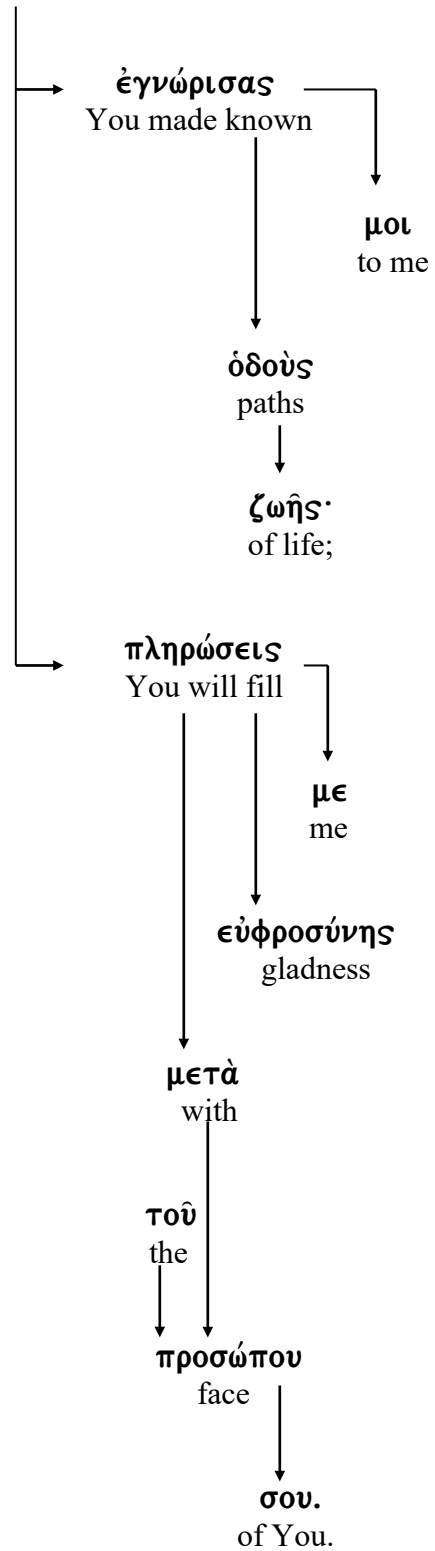 ἐγνώρισας
You made known
μοι
to me
ὁδοὺς
paths
ζωῆς·
of life;
πληρώσεις
You will fill
με
me
εὐφροσύνης
gladness
μετὰ
with
τοῦ
the
προσώπου
face
σου.
of You.